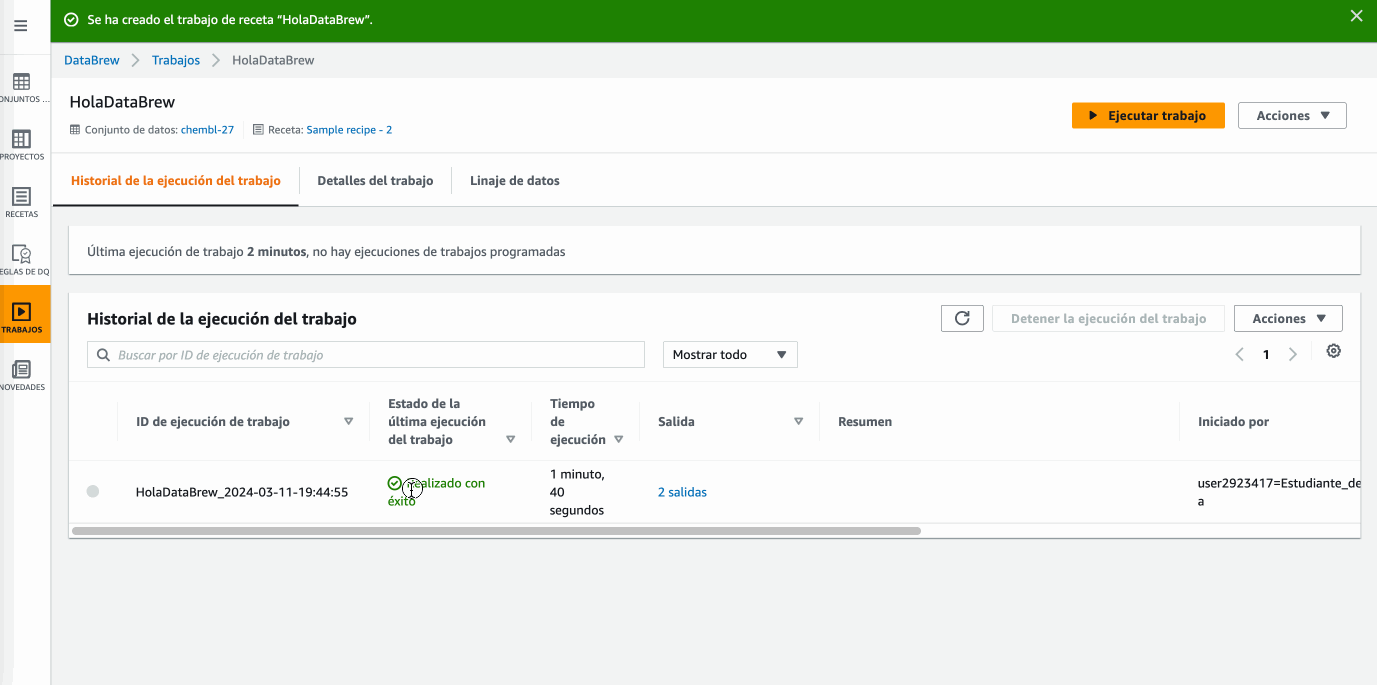 Se ha creado el trabajo de receta “HolaDataBrew”.
DataBrew
Trabajos
HolaDataBrew
HolaDataBrew
Conjunto de datos: chembl-27
Receta: Sample recipe - 2
Ejecutar trabajo
Acciones
ONJUNTOS ...
PROYECTOS
RECETAS
EGLAS DE DQ
TRABAJOS
NOVEDADES
Historial de la ejecución del trabajo
Detalles del trabajo
Linaje de datos
Última ejecución de trabajo 2 minutos, no hay ejecuciones de trabajos programadas
Historial de la ejecución del trabajo
Detener la ejecución del trabajo
Acciones
Buscar por ID de ejecución de trabajo
Mostrar todo
1
ID de ejecución de trabajo
Estado de la
última ejecución
del trabajo
Tiempo
de
ejecución
Salida
Resumen
Iniciado por
HolaDataBrew_2024-03-11-19:44:55
Realizado con
éxito
1 minuto,
40
segundos
2 salidas
user2923417=Estudiante_de
a